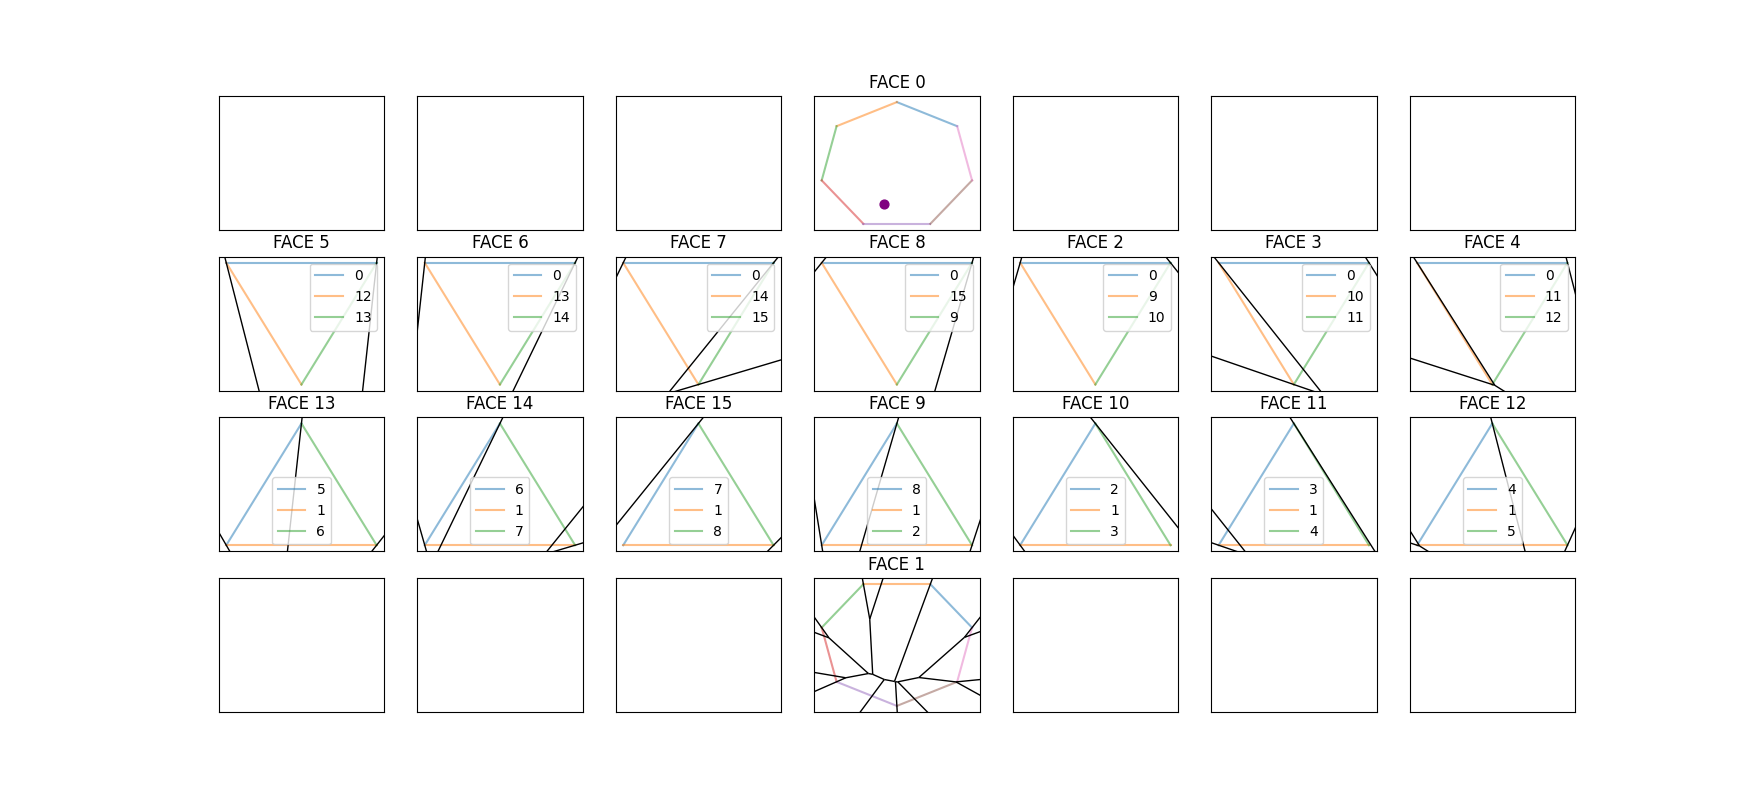 FACE 0
FACE 5 FACE 6 FACE 7 FACE 8 FACE 2 FACE 3 FACE 4
0 0 0 0 0 0 0
12 13 14 15 9 10 11
13 14 15 9 10 11 12
FACE 13 FACE 14 FACE 15 FACE 9 FACE 10 FACE 11 FACE 12
5 6 7 8 2 3 4
1 1 1 1 1 1 1
6 7 8 2 3 4 5
FACE 1